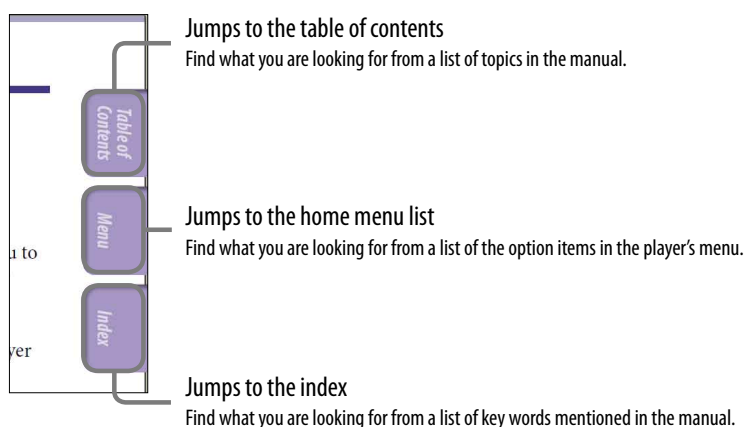 Jumps to the table of contents
Find what you are looking for from a list of topics in the manual.
Table of
Contents
Jumps to the home menu list
Find what you are looking for from a list of the option items in the player's menu.
Menu
u to
Index
yer
Jumps to the index
Find what you are looking for from a list of key words mentioned in the manual.